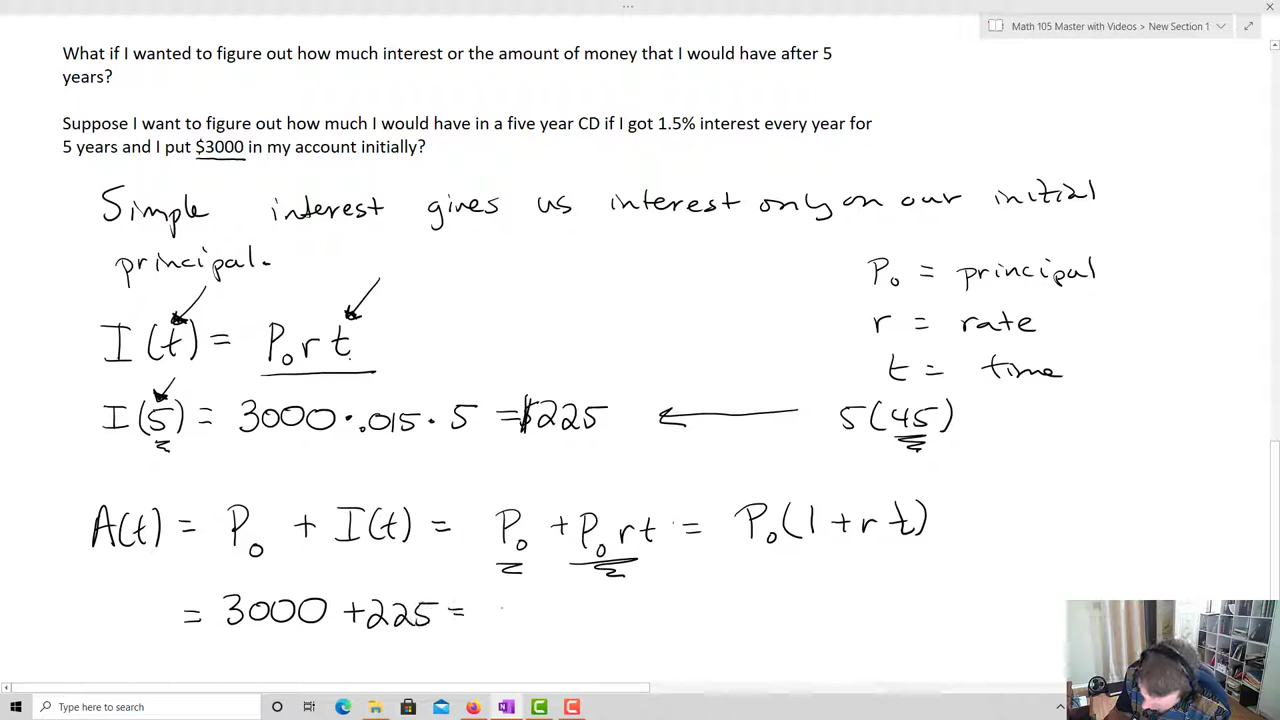 Math 105 Master with Videos > New Section 1
What if I wanted to figure out how much interest or the amount of money that I would have after 5
years?
Suppose I want to figure out how much I would have in a five year CD if I got 1.5% interest every year for
5 years and I put $3000 in my account initially?
Simple interest gives us interest only on our initial
principal.
P₀ = principal
r = rate
t = time
I(t) = P₀rt
I(5) = 3000 • .015 • 5 = $225
5(45)
A(t) = P₀ + I(t) = P₀ + P₀rt = P₀(1 + rt)
= 3000 + 225 =
Type here to search